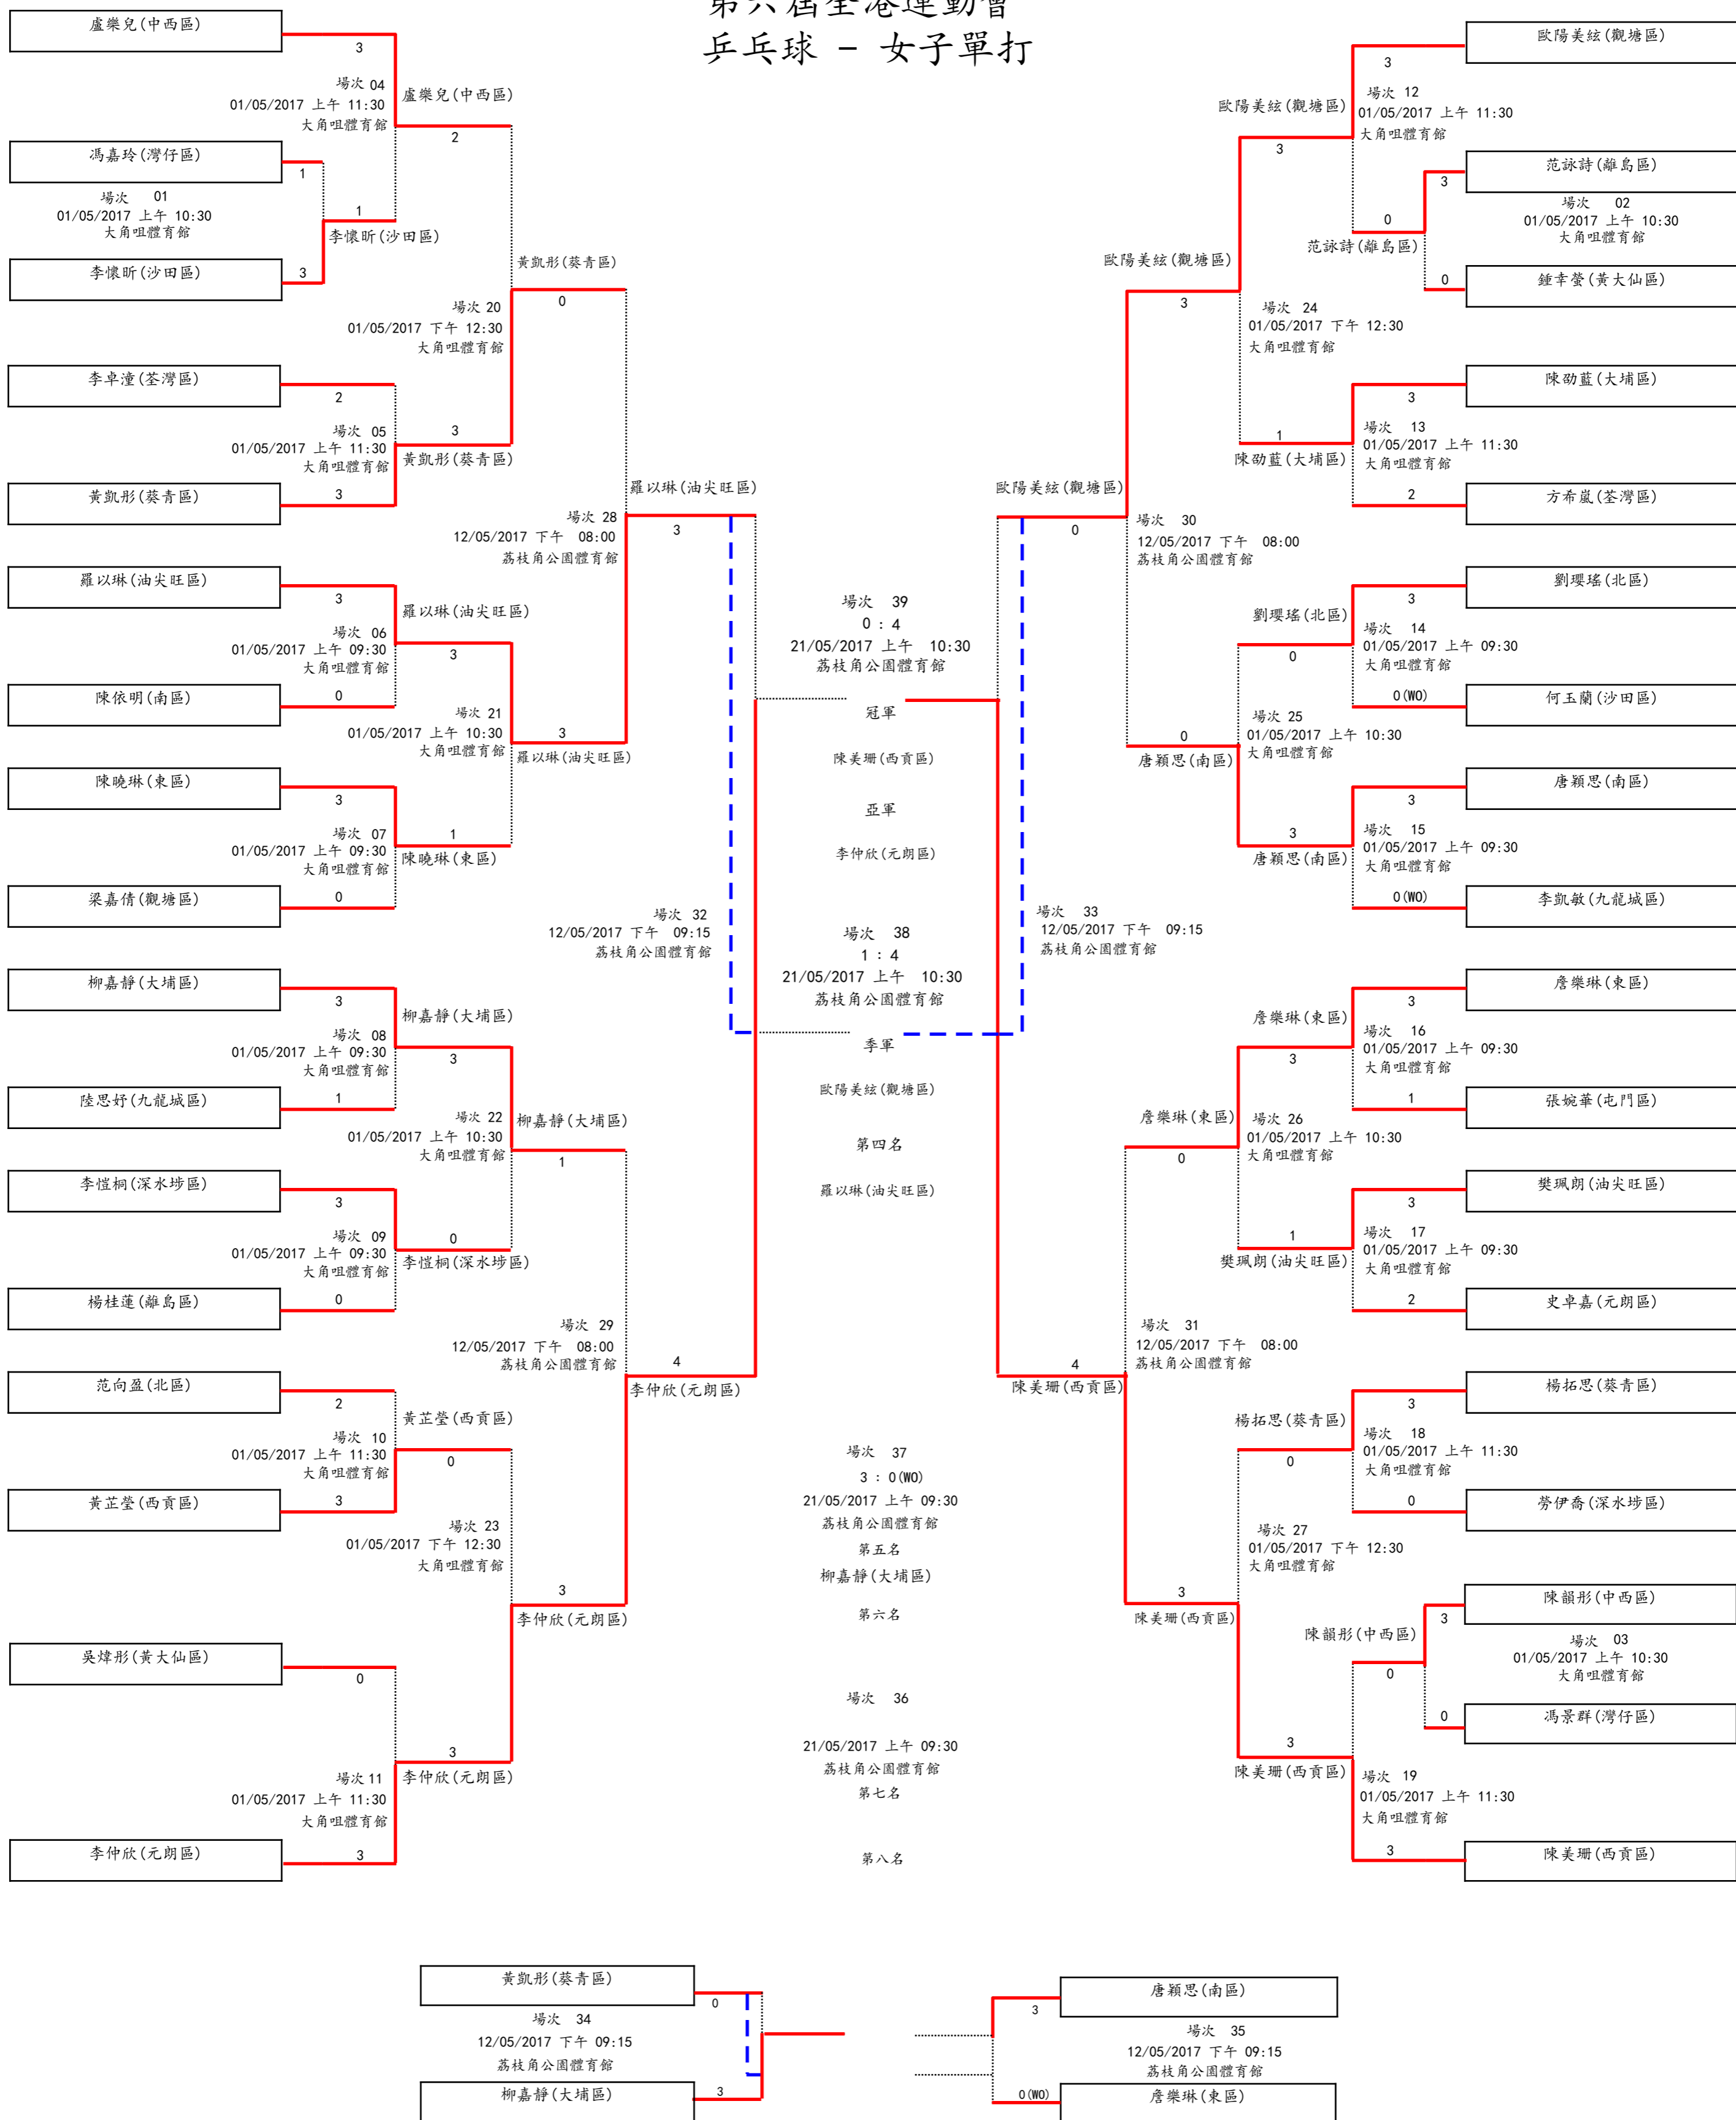 第六屆全港運動會
乒乓球 – 女子單打
盧樂兒(中西區)
3
場次 04
01/05/2017 上午 11:30
大角咀體育館
盧樂兒(中西區)
2
馮嘉玲(灣仔區)
1
場次 01
01/05/2017 上午 10:30
大角咀體育館
1
李懷昕(沙田區)
李懷昕(沙田區)
3
黃凱彤(葵青區)
0
場次 20
01/05/2017 下午 12:30
大角咀體育館
李卓潼(荃灣區)
2
場次 05
01/05/2017 上午 11:30
大角咀體育館
3
黃凱彤(葵青區)
黃凱彤(葵青區)
3
羅以琳(油尖旺區)
3
場次 28
12/05/2017 下午 08:00
荔枝角公園體育館
羅以琳(油尖旺區)
3
場次 06
01/05/2017 上午 09:30
大角咀體育館
羅以琳(油尖旺區)
3
陳依明(南區)
0
場次 21
01/05/2017 上午 10:30
大角咀體育館
3
羅以琳(油尖旺區)
陳曉琳(東區)
3
場次 07
01/05/2017 上午 09:30
大角咀體育館
1
陳曉琳(東區)
梁嘉倩(觀塘區)
0
場次 32
12/05/2017 下午 09:15
荔枝角公園體育館
柳嘉靜(大埔區)
3
場次 08
01/05/2017 上午 09:30
大角咀體育館
柳嘉靜(大埔區)
3
陸思妤(九龍城區)
1
場次 22
01/05/2017 上午 10:30
大角咀體育館
柳嘉靜(大埔區)
1
李愷桐(深水埗區)
3
場次 09
01/05/2017 上午 09:30
大角咀體育館
0
李愷桐(深水埗區)
楊桂蓮(離島區)
0
場次 29
12/05/2017 下午 08:00
荔枝角公園體育館
4
李仲欣(元朗區)
范向盈(北區)
2
場次 10
01/05/2017 上午 11:30
大角咀體育館
黃芷瑩(西貢區)
0
黃芷瑩(西貢區)
3
場次 23
01/05/2017 下午 12:30
大角咀體育館
3
李仲欣(元朗區)
吳煒彤(黃大仙區)
0
3
李仲欣(元朗區)
場次 11
01/05/2017 上午 11:30
大角咀體育館
李仲欣(元朗區)
3
場次 39
0 : 4
21/05/2017 上午 10:30
荔枝角公園體育館
冠軍
陳美珊(西貢區)
亞軍
李仲欣(元朗區)
場次 38
1 : 4
21/05/2017 上午 10:30
荔枝角公園體育館
季軍
歐陽美絃(觀塘區)
第四名
羅以琳(油尖旺區)
場次 37
3 : 0(WO)
21/05/2017 上午 09:30
荔枝角公園體育館
第五名
柳嘉靜(大埔區)
第六名
場次 36
21/05/2017 上午 09:30
荔枝角公園體育館
第七名
第八名
歐陽美絃(觀塘區)
3
場次 12
01/05/2017 上午 11:30
大角咀體育館
歐陽美絃(觀塘區)
3
范詠詩(離島區)
3
場次 02
01/05/2017 上午 10:30
大角咀體育館
0
范詠詩(離島區)
0
鍾幸螢(黃大仙區)
歐陽美絃(觀塘區)
3
場次 24
01/05/2017 下午 12:30
大角咀體育館
陳劭藍(大埔區)
3
場次 13
01/05/2017 上午 11:30
大角咀體育館
1
陳劭藍(大埔區)
2
方希嵐(荃灣區)
歐陽美絃(觀塘區)
0
場次 30
12/05/2017 下午 08:00
荔枝角公園體育館
劉瓔瑤(北區)
3
劉瓔瑤(北區)
0
場次 14
01/05/2017 上午 09:30
大角咀體育館
0(WO)
何玉蘭(沙田區)
場次 25
01/05/2017 上午 10:30
大角咀體育館
0
唐穎思(南區)
唐穎思(南區)
3
場次 15
01/05/2017 上午 09:30
大角咀體育館
3
唐穎思(南區)
0(WO)
李凱敏(九龍城區)
場次 33
12/05/2017 下午 09:15
荔枝角公園體育館
詹樂琳(東區)
3
詹樂琳(東區)
3
場次 16
01/05/2017 上午 09:30
大角咀體育館
1
張婉華(屯門區)
詹樂琳(東區)
0
場次 26
01/05/2017 上午 10:30
大角咀體育館
樊珮朗(油尖旺區)
3
場次 17
01/05/2017 上午 09:30
大角咀體育館
1
樊珮朗(油尖旺區)
2
史卓嘉(元朗區)
場次 31
12/05/2017 下午 08:00
荔枝角公園體育館
4
陳美珊(西貢區)
楊拓思(葵青區)
3
楊拓思(葵青區)
0
場次 18
01/05/2017 上午 11:30
大角咀體育館
0
勞伊喬(深水埗區)
場次 27
01/05/2017 下午 12:30
大角咀體育館
3
陳美珊(西貢區)
陳韻彤(中西區)
3
場次 03
01/05/2017 上午 10:30
大角咀體育館
陳韻彤(中西區)
0
0
馮景群(灣仔區)
3
陳美珊(西貢區)
場次 19
01/05/2017 上午 11:30
大角咀體育館
3
陳美珊(西貢區)
黃凱彤(葵青區)
0
場次 34
12/05/2017 下午 09:15
荔枝角公園體育館
柳嘉靜(大埔區)
3
唐穎思(南區)
3
場次 35
12/05/2017 下午 09:15
荔枝角公園體育館
0(WO)
詹樂琳(東區)